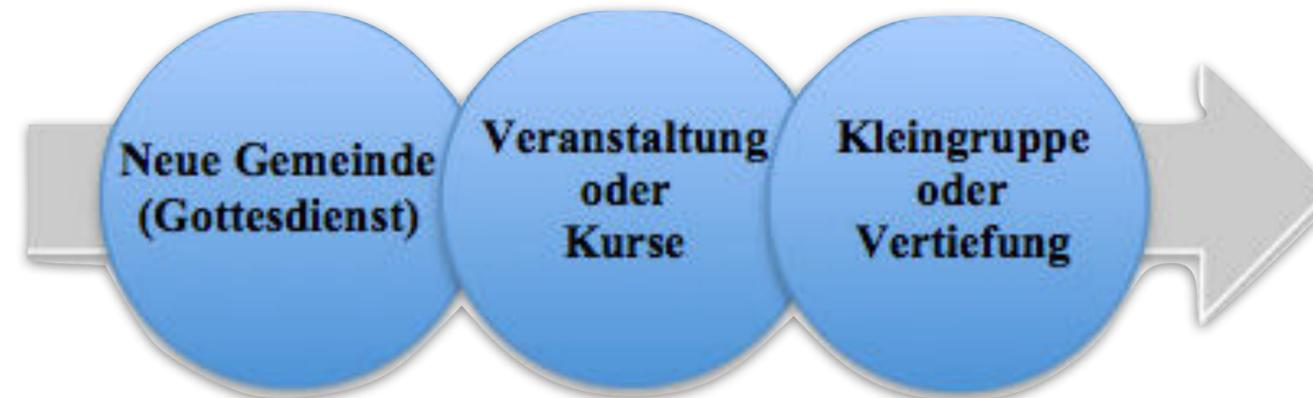 Neue Gemeinde
(Gottesdienst)
Veranstaltung
oder
Kurse
Kleingruppe
oder
Vertiefung